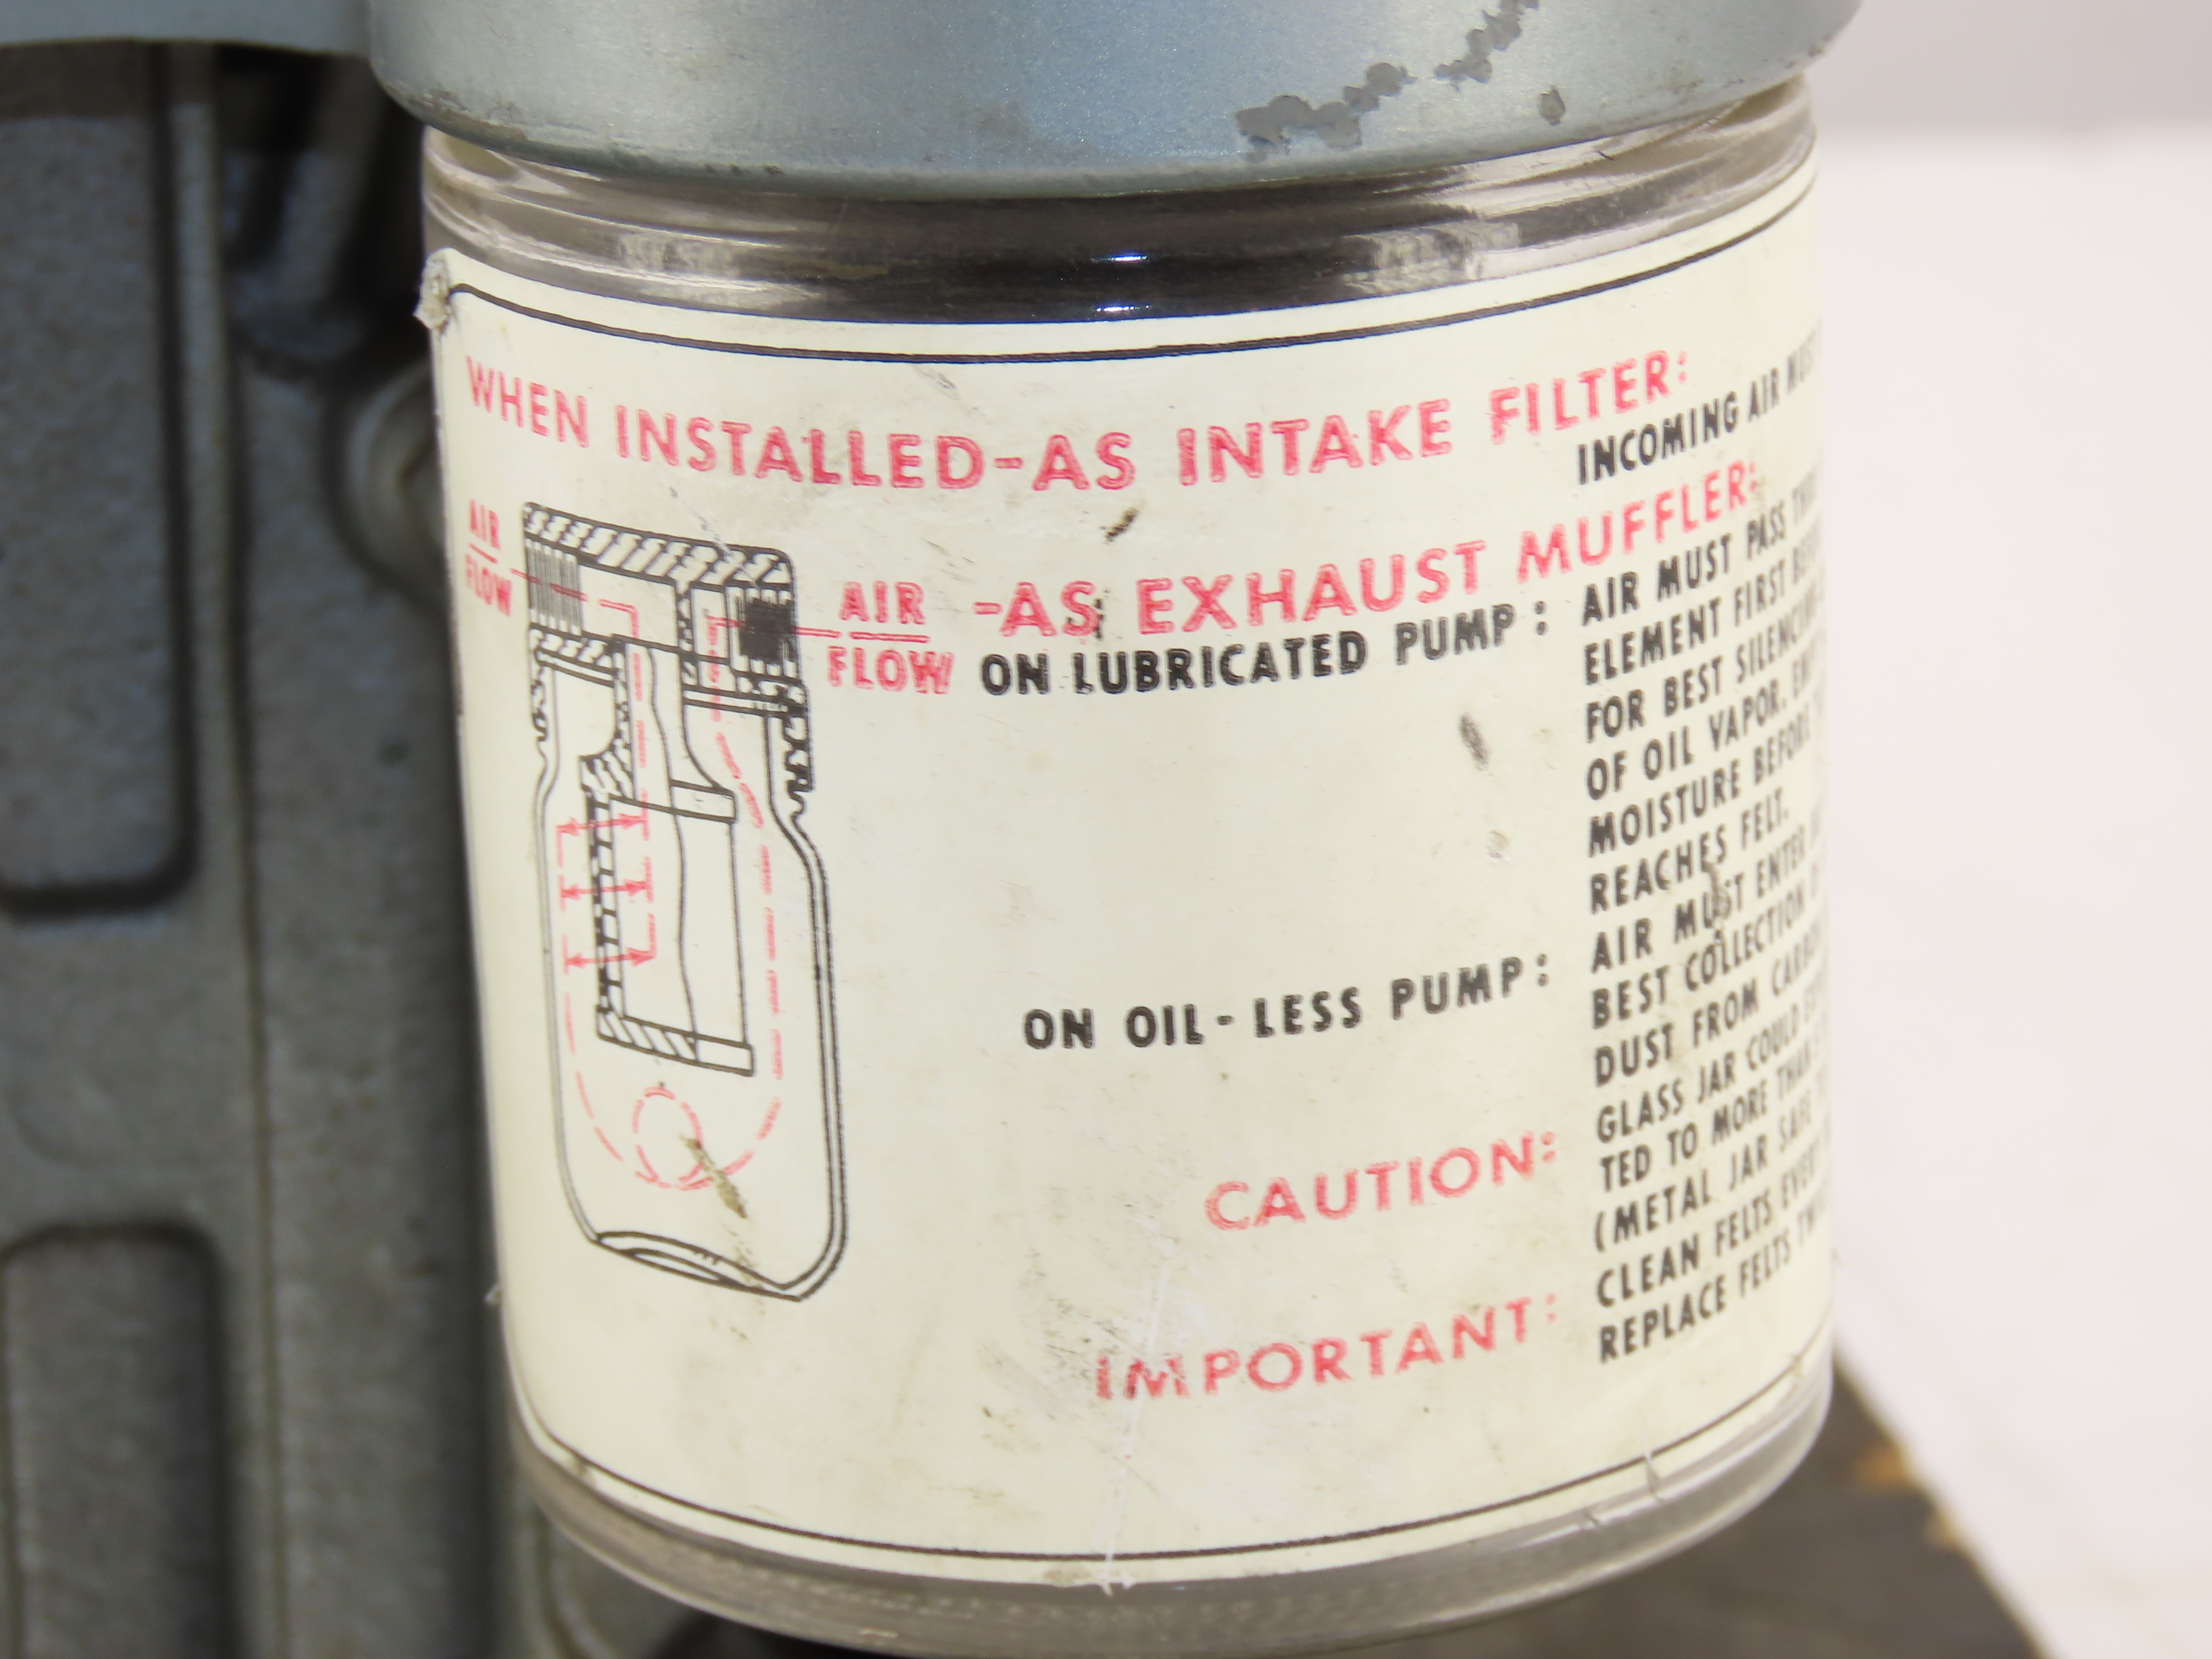 WHEN INSTALLED-AS INTAKE FILTER:
INCOMING AIR
AIR
FLOW
AIR
FLOW
-AS EXHAUST MUFFLER:
ON LUBRICATED PUMP:
AIR MUST PASS
ELEMENT FIRST
FOR BEST
OF OIL VAPOR.
MOISTURE BEFORE
REACHES FELT.
ON OIL-LESS PUMP:
AIR MUST ENTER
BEST COLLECTION
DUST FROM
CAUTION:
GLASS JAR COULD
TED TO MORE THAN
(METAL JAR SAFE
IMPORTANT:
CLEAN FELTS
REPLACE FELTS